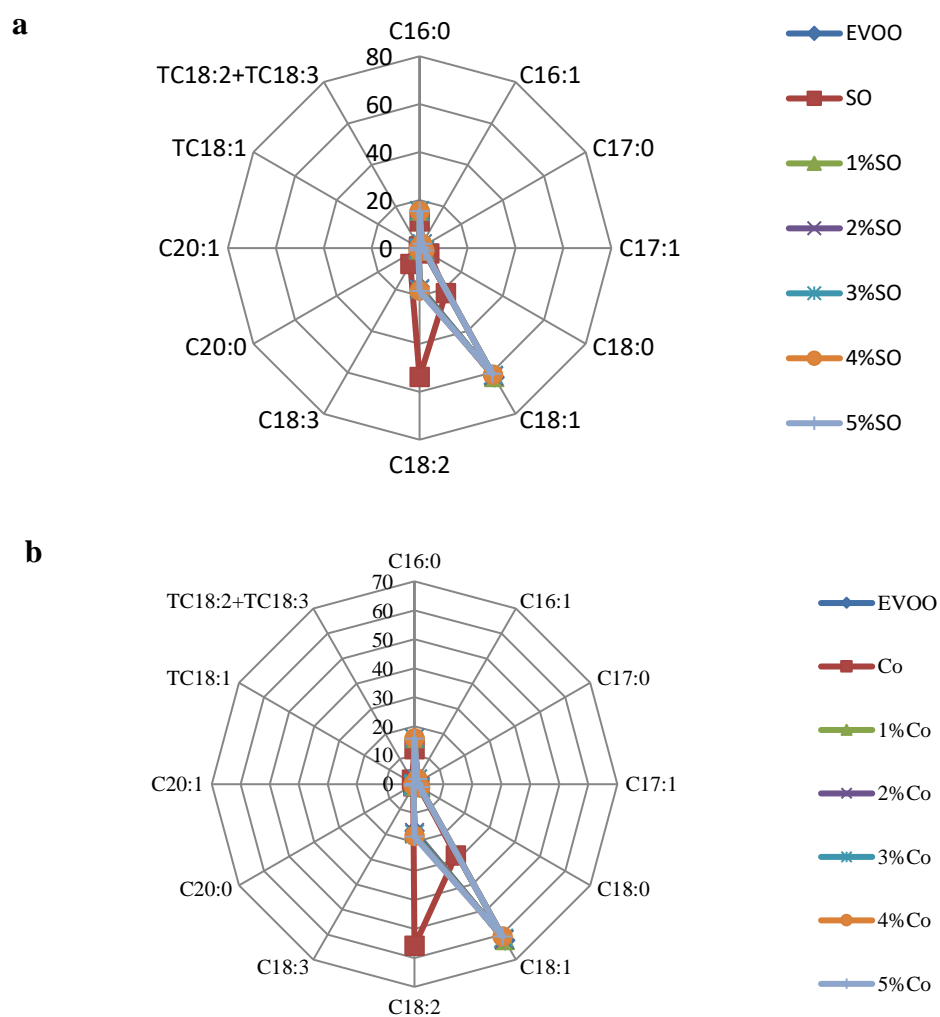 a
C16:0
C16:1
C17:0
C17:1
C18:0
C18:1
C18:2
C18:3
C20:0
C20:1
TC18:1
TC18:2+TC18:3
80
60
40
20
0
EVOO
SO
1%SO
2%SO
3%SO
4%SO
5%SO
b
C16:0
C16:1
C17:0
C17:1
C18:0
C18:1
C18:2
C18:3
C20:0
C20:1
TC18:1
TC18:2+TC18:3
70
60
50
40
30
20
10
0
EVOO
Co
1%Co
2%Co
3%Co
4%Co
5%Co